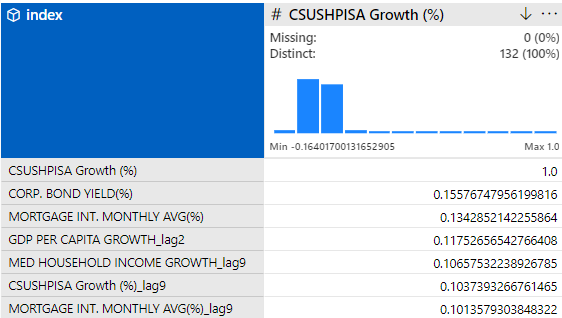 index
# CSUSHPISA Growth (%) ↓ ···
Missing: 0 (0%)
Distinct: 132 (100%)
Min -0.16401700131652905 Max 1.0
CSUSHPISA Growth (%) 1.0
CORP. BOND YIELD(%) 0.15576747956199816
MORTGAGE INT. MONTHLY AVG(%) 0.1342852142255864
GDP PER CAPITA GROWTH_lag2 0.11752656542766408
MED HOUSEHOLD INCOME GROWTH_lag9 0.10657532238926785
CSUSHPISA Growth (%)_lag9 0.1037393266761465
MORTGAGE INT. MONTHLY AVG(%)_lag9 0.1013579303848322